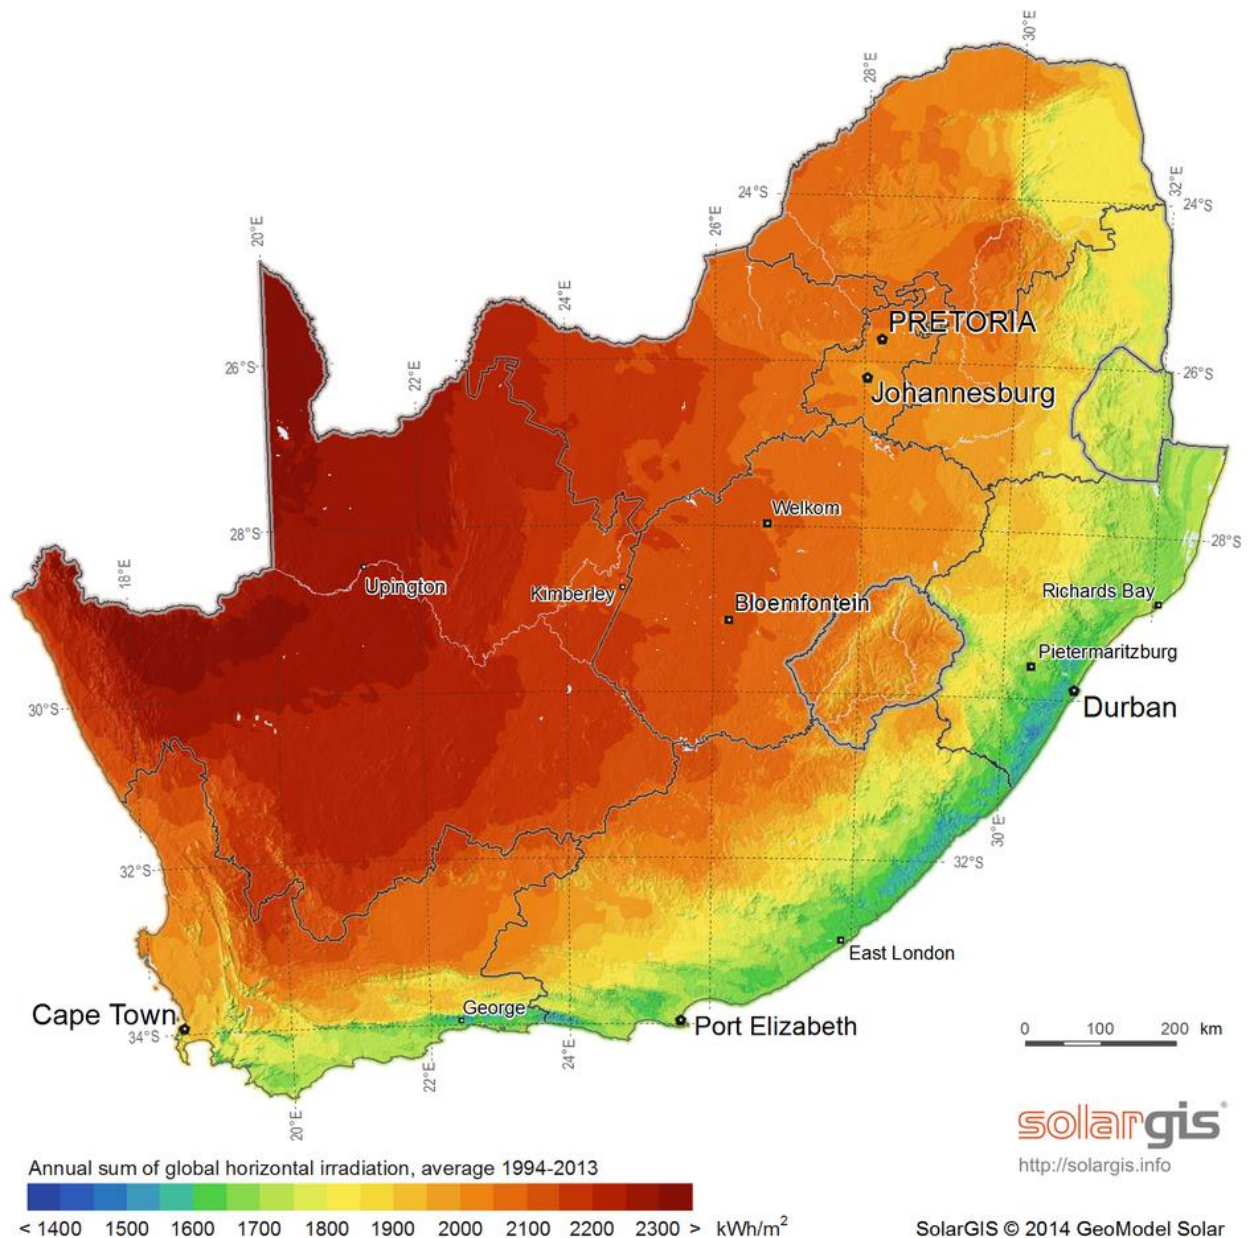 30°E
28°E
32°E
24°S
24°S
26°E
20°E
24°E
PRETORIA
26°S
22°E
26°S
Johannesburg
Welkom
28°S
28°S
18°E
Upington
Kimberley
Bloemfontein
Richards Bay
Pietermaritzburg
30°S
Durban
30°E
32°S
32°S
East London
Cape Town
George
Port Elizabeth
34°S
0 100 200 km
22°E
24°E
20°E
solargis®
http://solargis.info
Annual sum of global horizontal irradiation, average 1994-2013
< 1400 1500 1600 1700 1800 1900 2000 2100 2200 2300 > kWh/m²
SolarGIS © 2014 GeoModel Solar